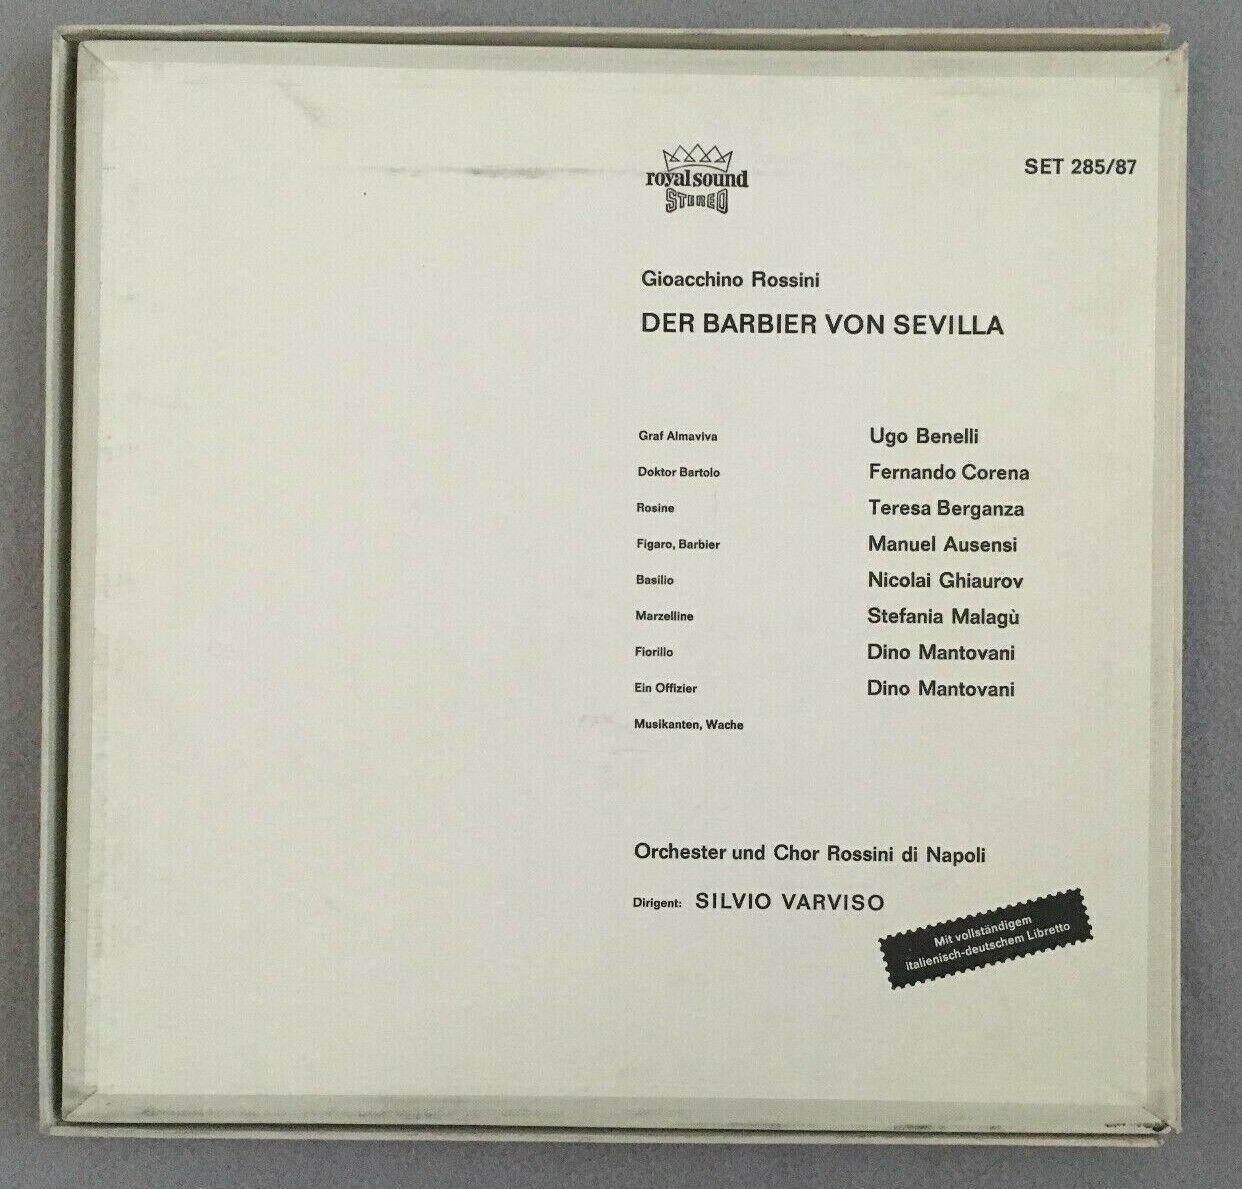 royal sound
STEREO
SET 285/87
Gioacchino Rossini
DER BARBIER VON SEVILLA
Graf Almaviva Ugo Benelli
Doktor Bartolo Fernando Corena
Rosine Teresa Berganza
Figaro, Barbier Manuel Ausensi
Basilio Nicolai Ghiaurov
Marzelline Stefania Malagù
Fiorillo Dino Mantovani
Ein Offizier Dino Mantovani
Musikanten, Wache
Orchester und Chor Rossini di Napoli
Dirigent: SILVIO VARVISO
Mit vollständigem
italienisch-deutschem Libretto